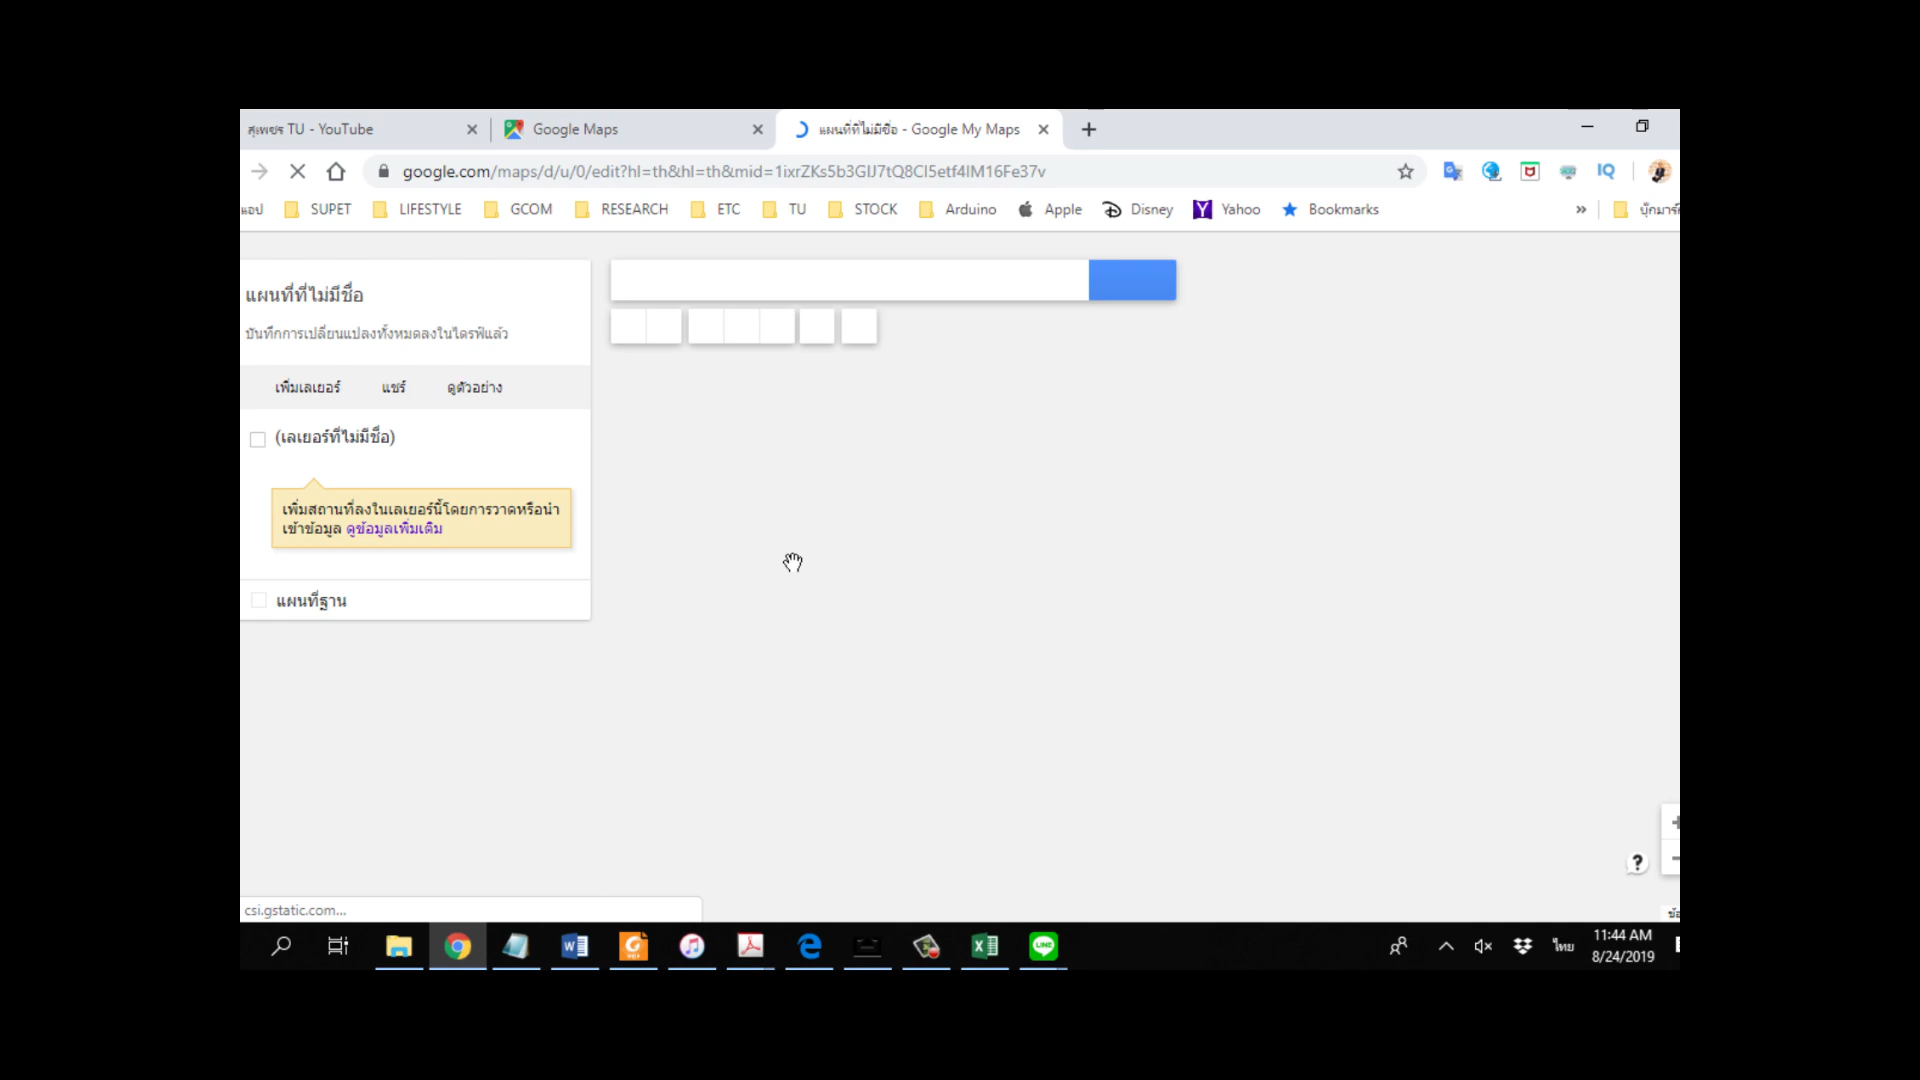 สุเพชร TU - YouTube
Google Maps
แผนที่ที่ไม่มีชื่อ - Google My Maps
google.com/maps/d/u/0/edit?hl=th&hl=th&mid=1ixrZKs5b3GlJ7tQ8Cl5etf4lM16Fe37v
แอป SUPET LIFESTYLE GCOM RESEARCH ETC TU STOCK Arduino Apple Disney Yahoo Bookmarks »
แผนที่ที่ไม่มีชื่อ
บันทึกการเปลี่ยนแปลงทั้งหมดลงในไดรฟ์แล้ว
เพิ่มเลเยอร์ แชร์ ดูตัวอย่าง
(เลเยอร์ที่ไม่มีชื่อ)
เพิ่มสถานที่ลงในเลเยอร์นี้โดยการวาดหรือนำ
เข้าข้อมูล ดูข้อมูลเพิ่มเติม
แผนที่ฐาน
csi.gstatic.com...
ไทย
11:44 AM
8/24/2019